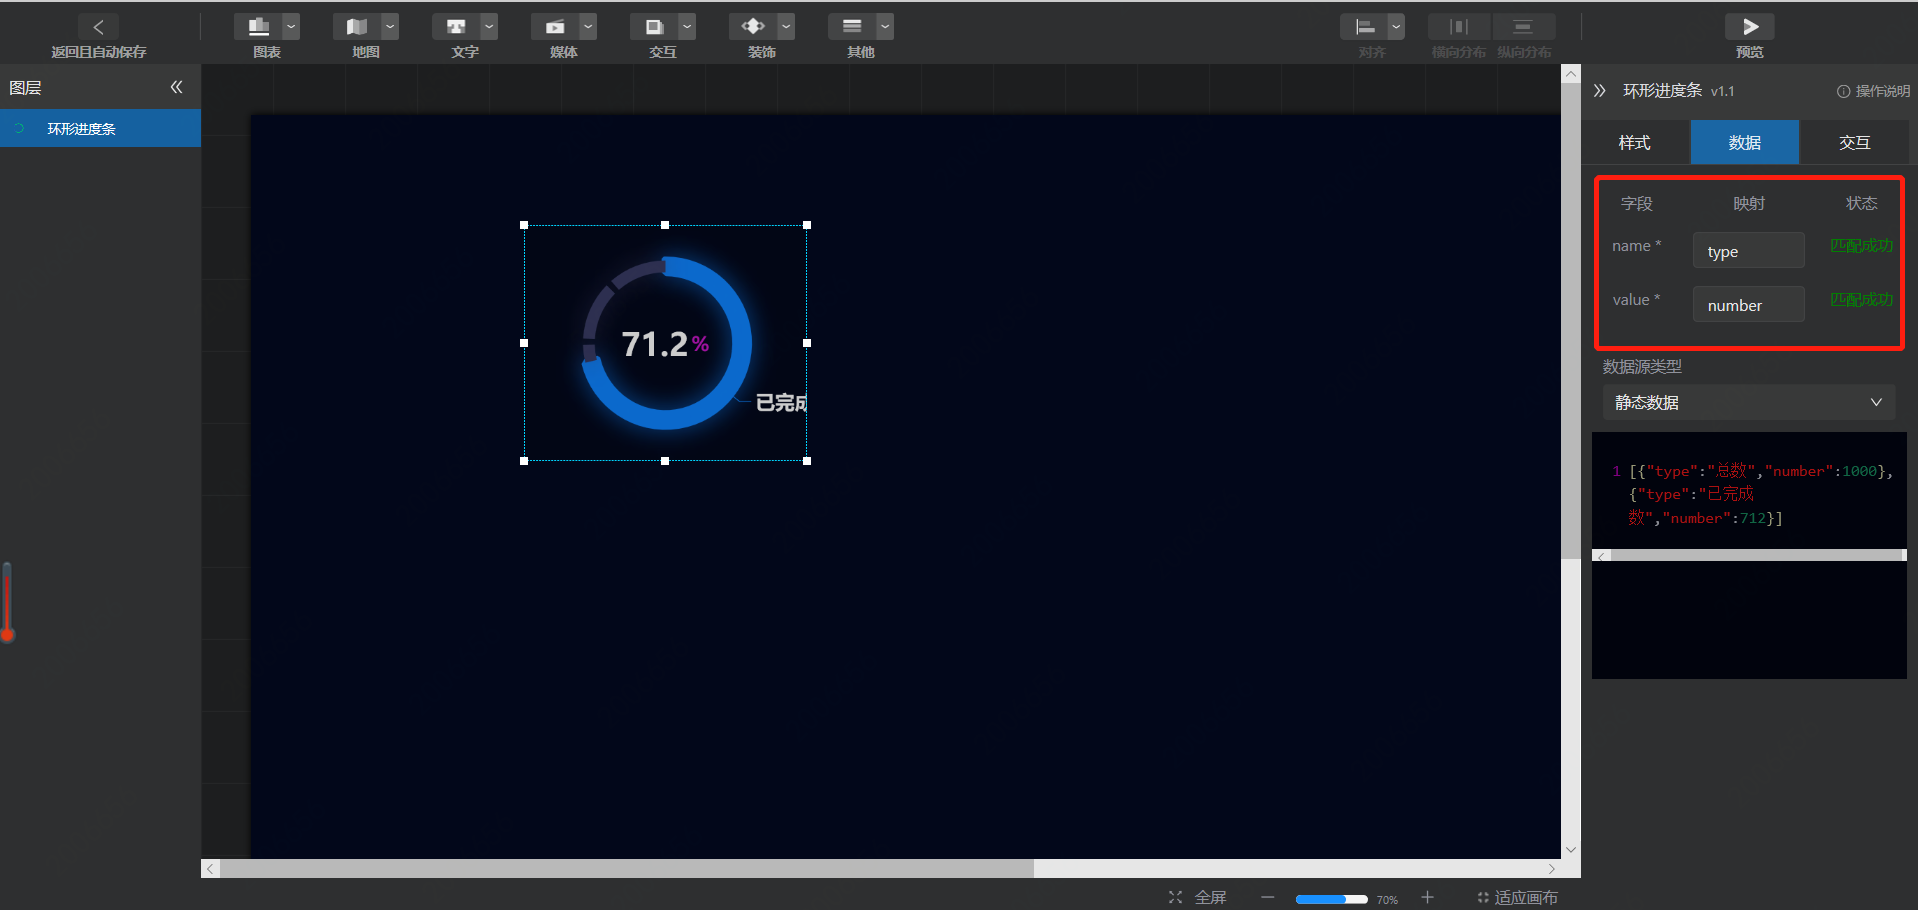 返回且自动保存
图表
地图
文字
媒体
交互
装饰
其他
对齐
横向分布
纵向分布
预览
图层
环形进度条
71.2%
已完成
环形进度条 v1.1
操作说明
样式
数据
交互
字段 映射 状态
name * type 匹配成功
value * number 匹配成功
数据源类型
静态数据
1 [{"type":"总数","number":1000},
{"type":"已完成
数","number":712}]
全屏
70%
适应画布